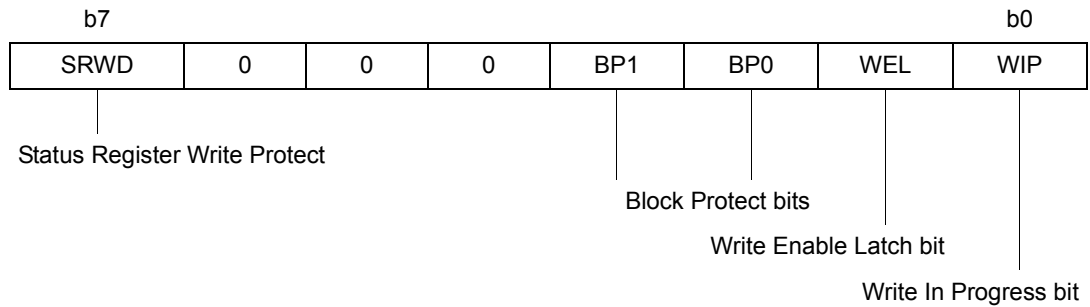 b7 b0
SRWD 0 0 0 BP1 BP0 WEL WIP
Status Register Write Protect
Block Protect bits
Write Enable Latch bit
Write In Progress bit